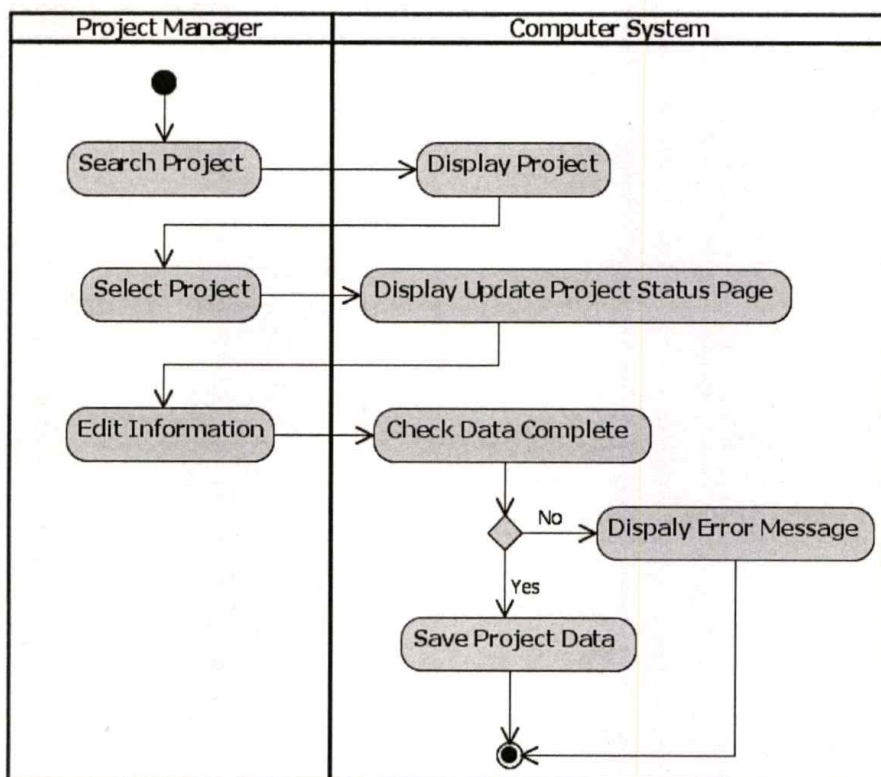 Project Manager
Computer System
Search Project
Display Project
Select Project
Display Update Project Status Page
Edit Information
Check Data Complete
No
Dispaly Error Message
Yes
Save Project Data